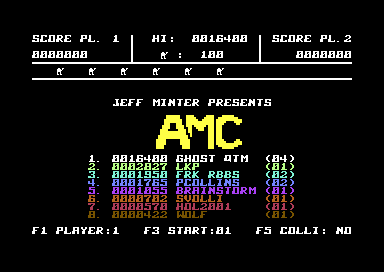 SCORE PL. 1 HI: 0016400 SCORE PL.2
0000000 : 100 0000000
JEFF MINTER PRESENTS
AMC
1. 0016400 GHOST ATM (04)
2. 0002027 LKP (01)
3. 0001950 FRK RBBS (02)
4. 0001765 PCOLLINS (02)
5. 0001055 BRAINSTORM (01)
6. 0000702 SVOLLI (01)
7. 0000570 HOL2001 (01)
8. 0000422 WOLF (01)
F1 PLAYER:1 F3 START:01 F5 COLLI: NO